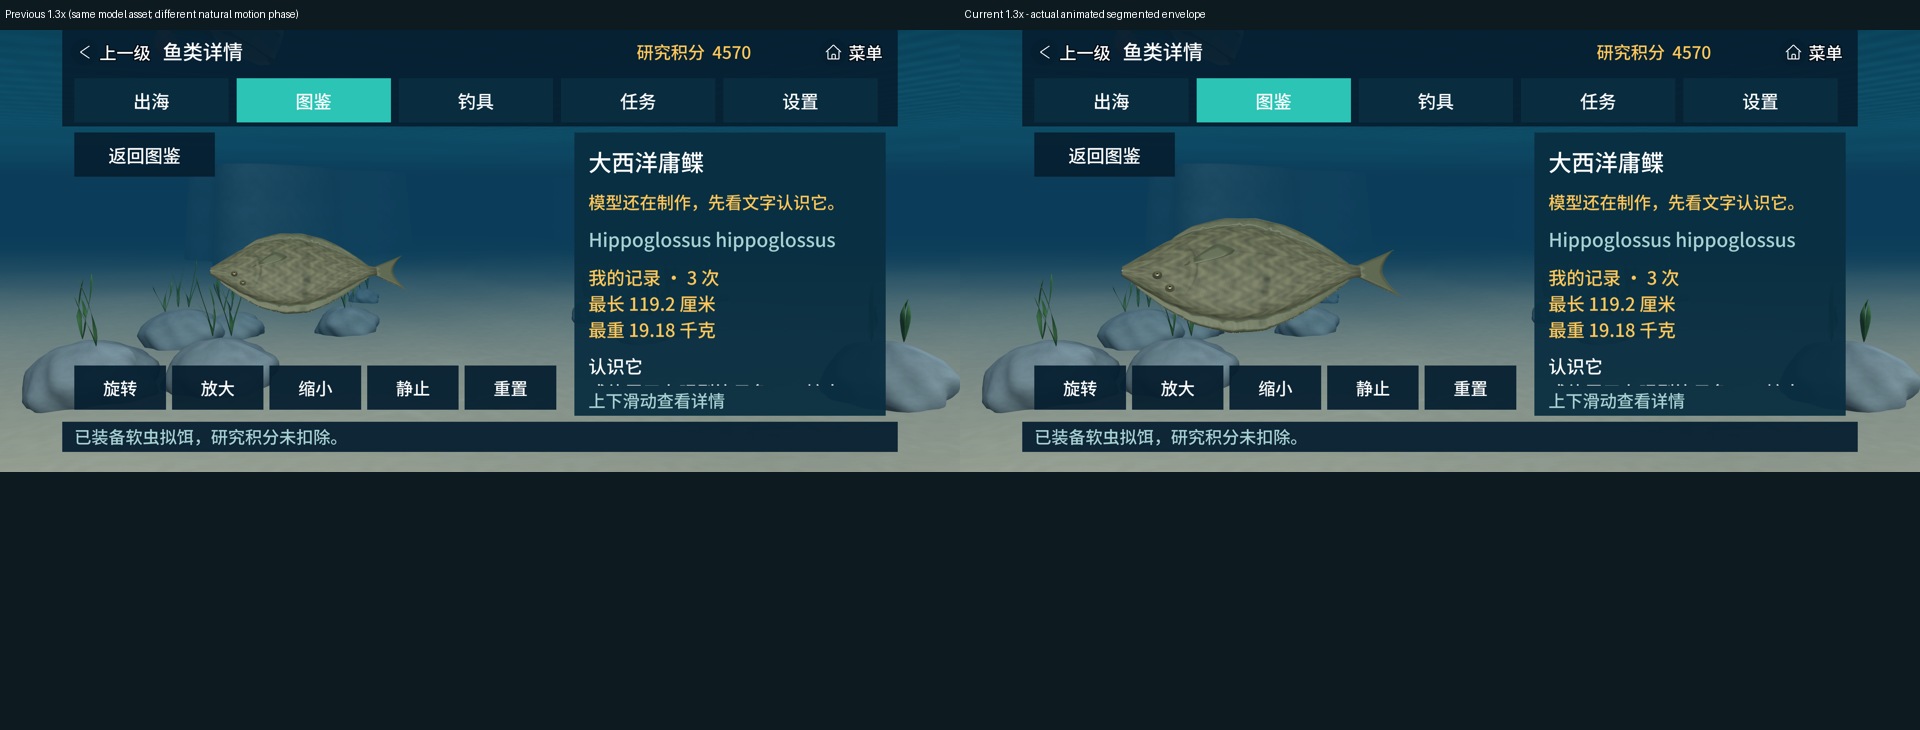 Previous 1.3x (same model asset; different natural motion phase)
上一级 鱼类详情 研究积分 4570 菜单
出海 图鉴 钓具 任务 设置
返回图鉴
大西洋庸鲽
模型还在制作，先看文字认识它。
Hippoglossus hippoglossus
我的记录 · 3 次
最长 119.2 厘米
最重 19.18 千克
认识它
上下滑动查看详情
旋转 放大 缩小 静止 重置
已装备软虫拟饵，研究积分未扣除。
Current 1.3x - actual animated segmented envelope
上一级 鱼类详情 研究积分 4570 菜单
出海 图鉴 钓具 任务 设置
返回图鉴
大西洋庸鲽
模型还在制作，先看文字认识它。
Hippoglossus hippoglossus
我的记录 · 3 次
最长 119.2 厘米
最重 19.18 千克
认识它
上下滑动查看详情
旋转 放大 缩小 静止 重置
已装备软虫拟饵，研究积分未扣除。